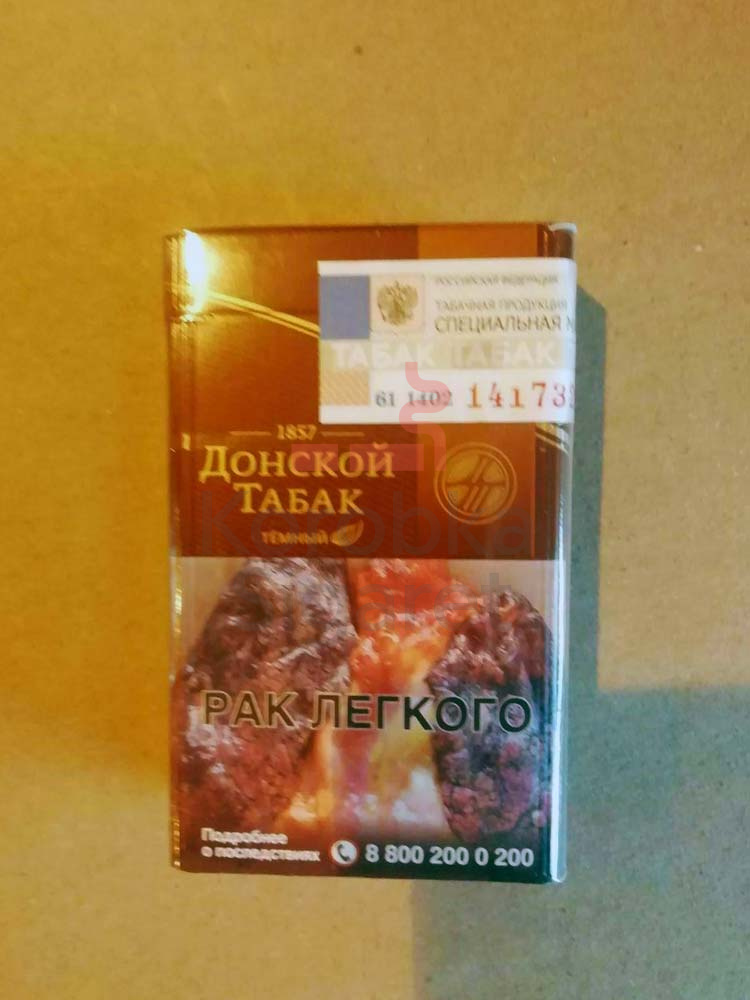 РОССИЙСКАЯ ФЕДЕРАЦИЯ
ТАБАЧНАЯ ПРОДУКЦИЯ
СПЕЦИАЛЬНАЯ
ТАБАК ТАБАК
61 1402 14173
1857
ДОНСКОЙ
ТАБАК
ТЁМНЫЙ
РАК ЛЕГКОГО
Подробнее
о последствиях
8 800 200 0 200